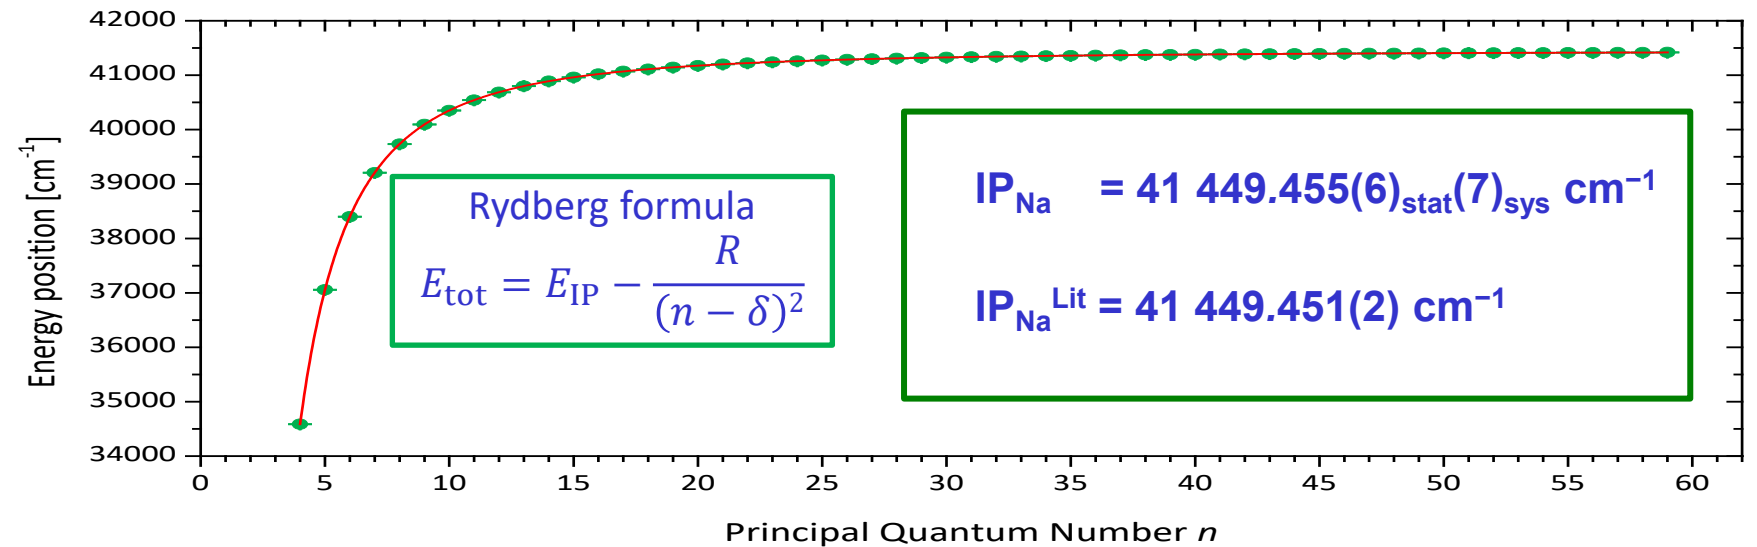 42000
41000
40000
39000
38000
37000
36000
35000
34000
Energy position [cm⁻¹]
Rydberg formula
E_tot = E_IP − R/(n − δ)²
IP_Na = 41 449.455(6)_stat(7)_sys cm⁻¹
IP_Na^Lit = 41 449.451(2) cm⁻¹
0 5 10 15 20 25 30 35 40 45 50 55 60
Principal Quantum Number n